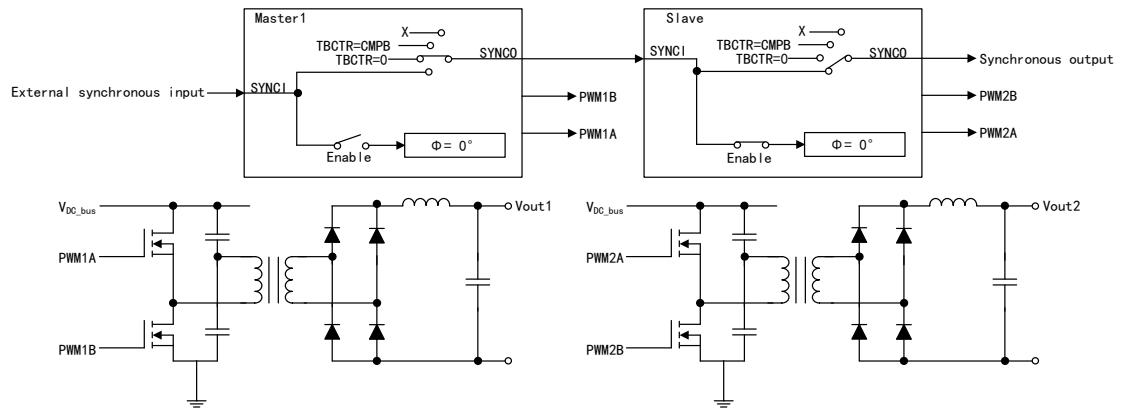 Master1
X
TBCTR=CMPB
TBCTR=0
SYNCI
SYNCO
External synchronous input
PWM1B
PWM1A
Enable
Φ= 0°
Slave
X
TBCTR=CMPB
TBCTR=0
SYNCI
SYNCO
Synchronous output
PWM2B
PWM2A
Enable
Φ= 0°
VDC_bus
Vout1
PWM1A
PWM1B
VDC_bus
Vout2
PWM2A
PWM2B